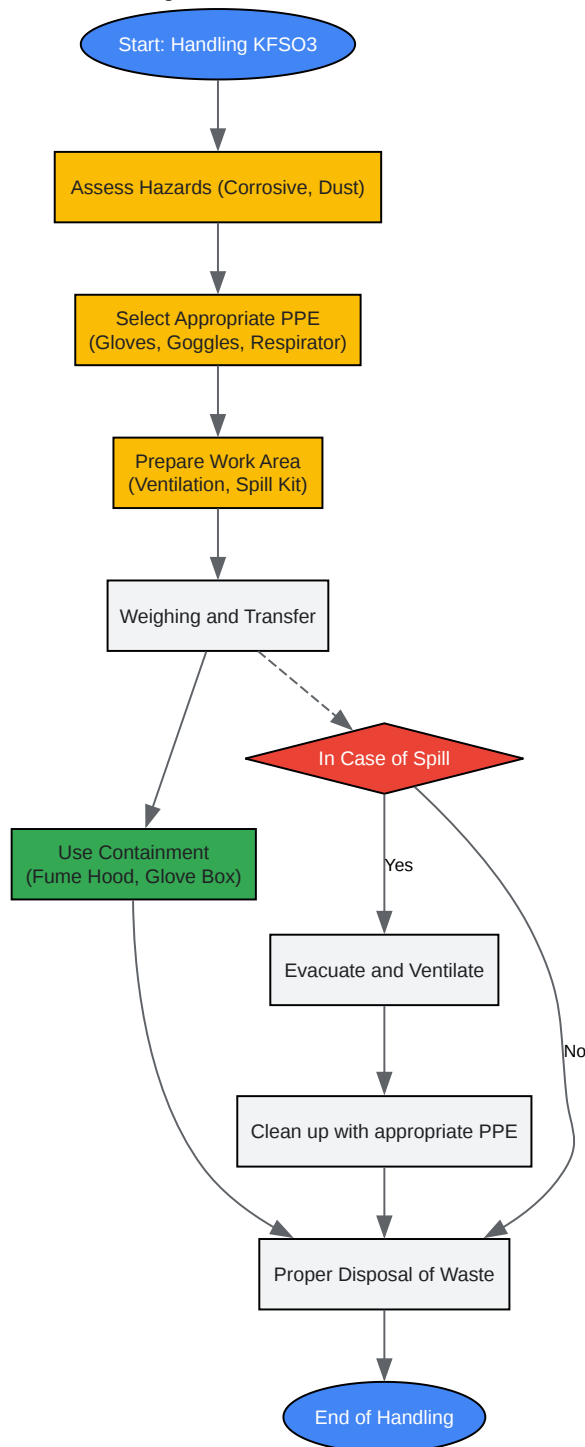 Start: Handling KFSO3
Assess Hazards (Corrosive, Dust)
Select Appropriate PPE
(Gloves, Goggles, Respirator)
Prepare Work Area
(Ventilation, Spill Kit)
Weighing and Transfer
In Case of Spill
Use Containment
(Fume Hood, Glove Box)
Yes
Evacuate and Ventilate
No
Clean up with appropriate PPE
Proper Disposal of Waste
End of Handling